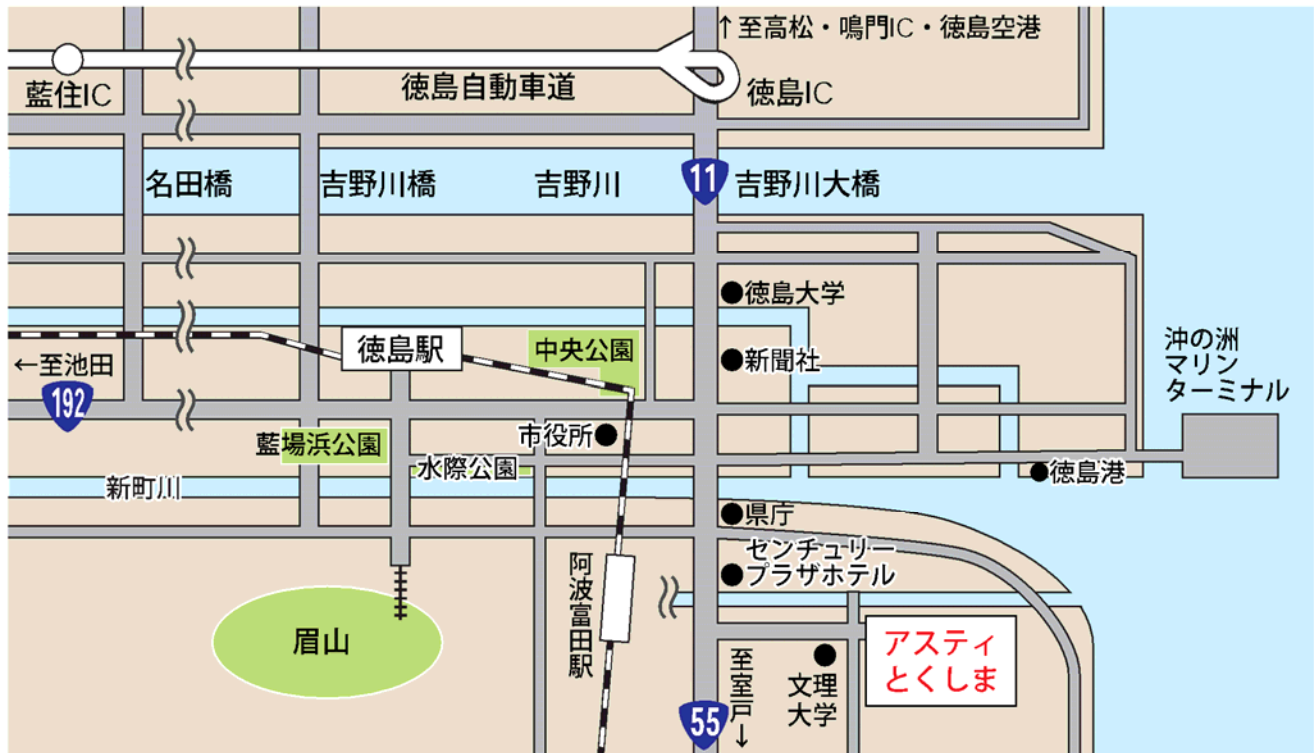 ↑至高松・鳴門IC・徳島空港
藍住IC
徳島自動車道
徳島IC
名田橋
吉野川橋
吉野川
11
吉野川大橋
徳島大学
徳島駅
中央公園
新聞社
沖の洲
マリン
ターミナル
←至池田
192
藍場浜公園
市役所
水際公園
徳島港
新町川
県庁
センチュリー
プラザホテル
阿波富田駅
眉山
アスティ
とくしま
至室戸↓
文理
大学
55